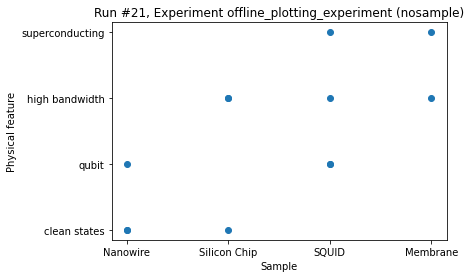 Run #21, Experiment offline_plotting_experiment (nosample)
superconducting
high bandwidth
qubit
clean states
Physical feature
Nanowire
Silicon Chip
SQUID
Membrane
Sample